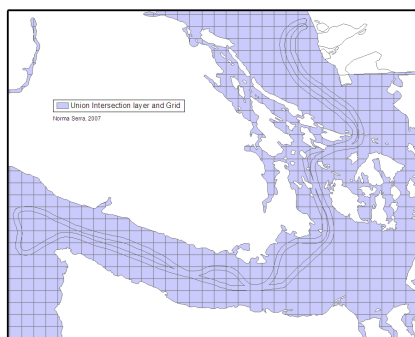 Union Intersection layer and Grid
Norma Serra, 2007